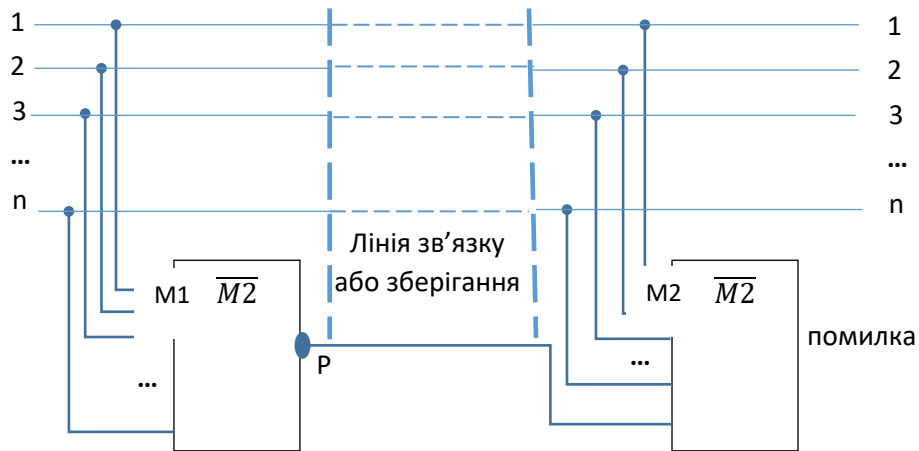 1 1
2 2
3 3
... ...
n n
Лінія зв’язку
або зберігання
M1 \overline{M2} M2 \overline{M2}
помилка
P
... ...